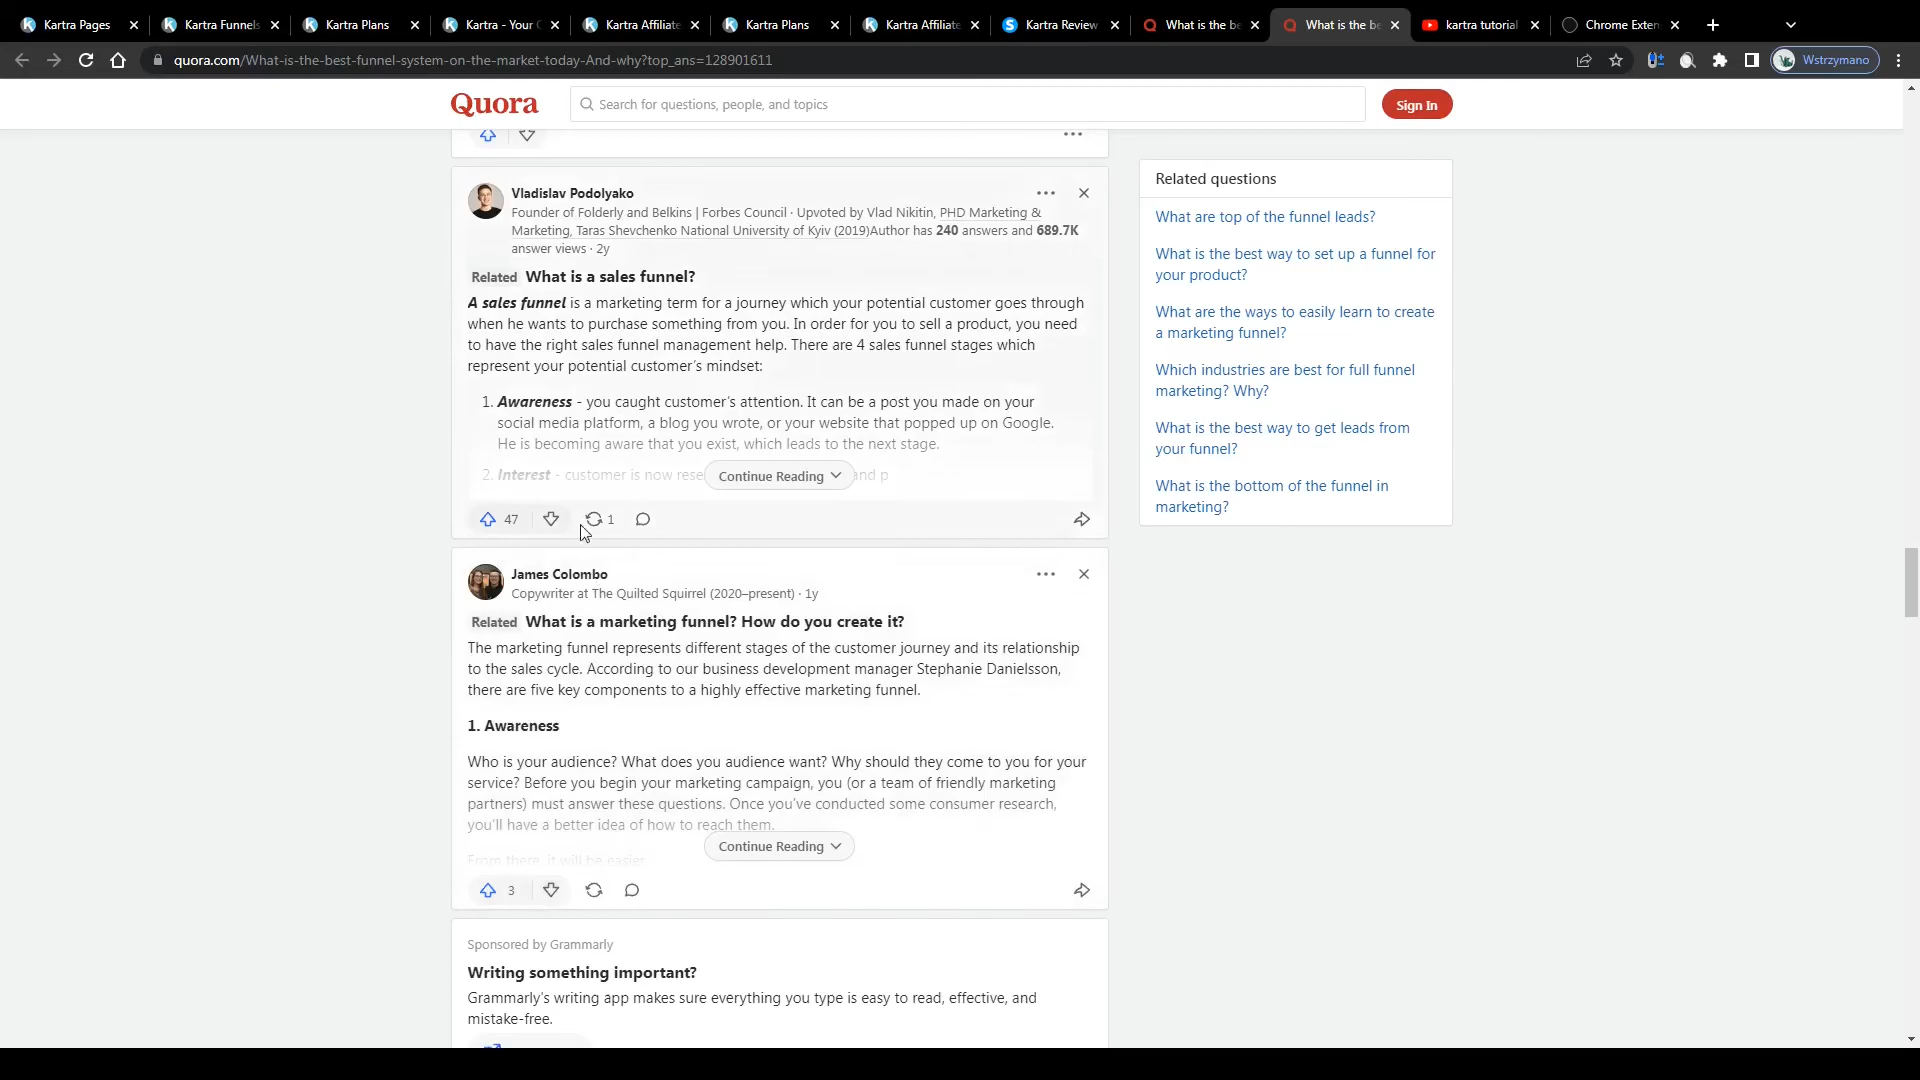 Kartra Pages
Kartra Funnels
Kartra Plans
Kartra - Your C
Kartra Affiliate
Kartra Plans
Kartra Affiliate
Kartra Review
What is the be
What is the be
kartra tutorial
Chrome Exten
quora.com/What-is-the-best-funnel-system-on-the-market-today-And-why?top_ans=128901611
Wstrzymano
Quora
Search for questions, people, and topics
Sign In
Vladislav Podolyako
Founder of Folderly and Belkins | Forbes Council · Upvoted by Vlad Nikitin, PHD Marketing &
Marketing, Taras Shevchenko National University of Kyiv (2019)Author has 240 answers and 689.7K
answer views · 2y
Related What is a sales funnel?
A sales funnel is a marketing term for a journey which your potential customer goes through
when he wants to purchase something from you. In order for you to sell a product, you need
to have the right sales funnel management help. There are 4 sales funnel stages which
represent your potential customer's mindset:
1. Awareness - you caught customer's attention. It can be a post you made on your
social media platform, a blog you wrote, or your website that popped up on Google.
He is becoming aware that you exist, which leads to the next stage.
2. Interest - customer is now rese
Continue Reading
and p
47
1
James Colombo
Copywriter at The Quilted Squirrel (2020–present) · 1y
Related What is a marketing funnel? How do you create it?
The marketing funnel represents different stages of the customer journey and its relationship
to the sales cycle. According to our business development manager Stephanie Danielsson,
there are five key components to a highly effective marketing funnel.
1. Awareness
Who is your audience? What does you audience want? Why should they come to you for your
service? Before you begin your marketing campaign, you (or a team of friendly marketing
partners) must answer these questions. Once you've conducted some consumer research,
you'll have a better idea of how to reach them.
Continue Reading
From there, it will be easier
3
Sponsored by Grammarly
Writing something important?
Grammarly's writing app makes sure everything you type is easy to read, effective, and
mistake-free.
Related questions
What are top of the funnel leads?
What is the best way to set up a funnel for
your product?
What are the ways to easily learn to create
a marketing funnel?
Which industries are best for full funnel
marketing? Why?
What is the best way to get leads from
your funnel?
What is the bottom of the funnel in
marketing?